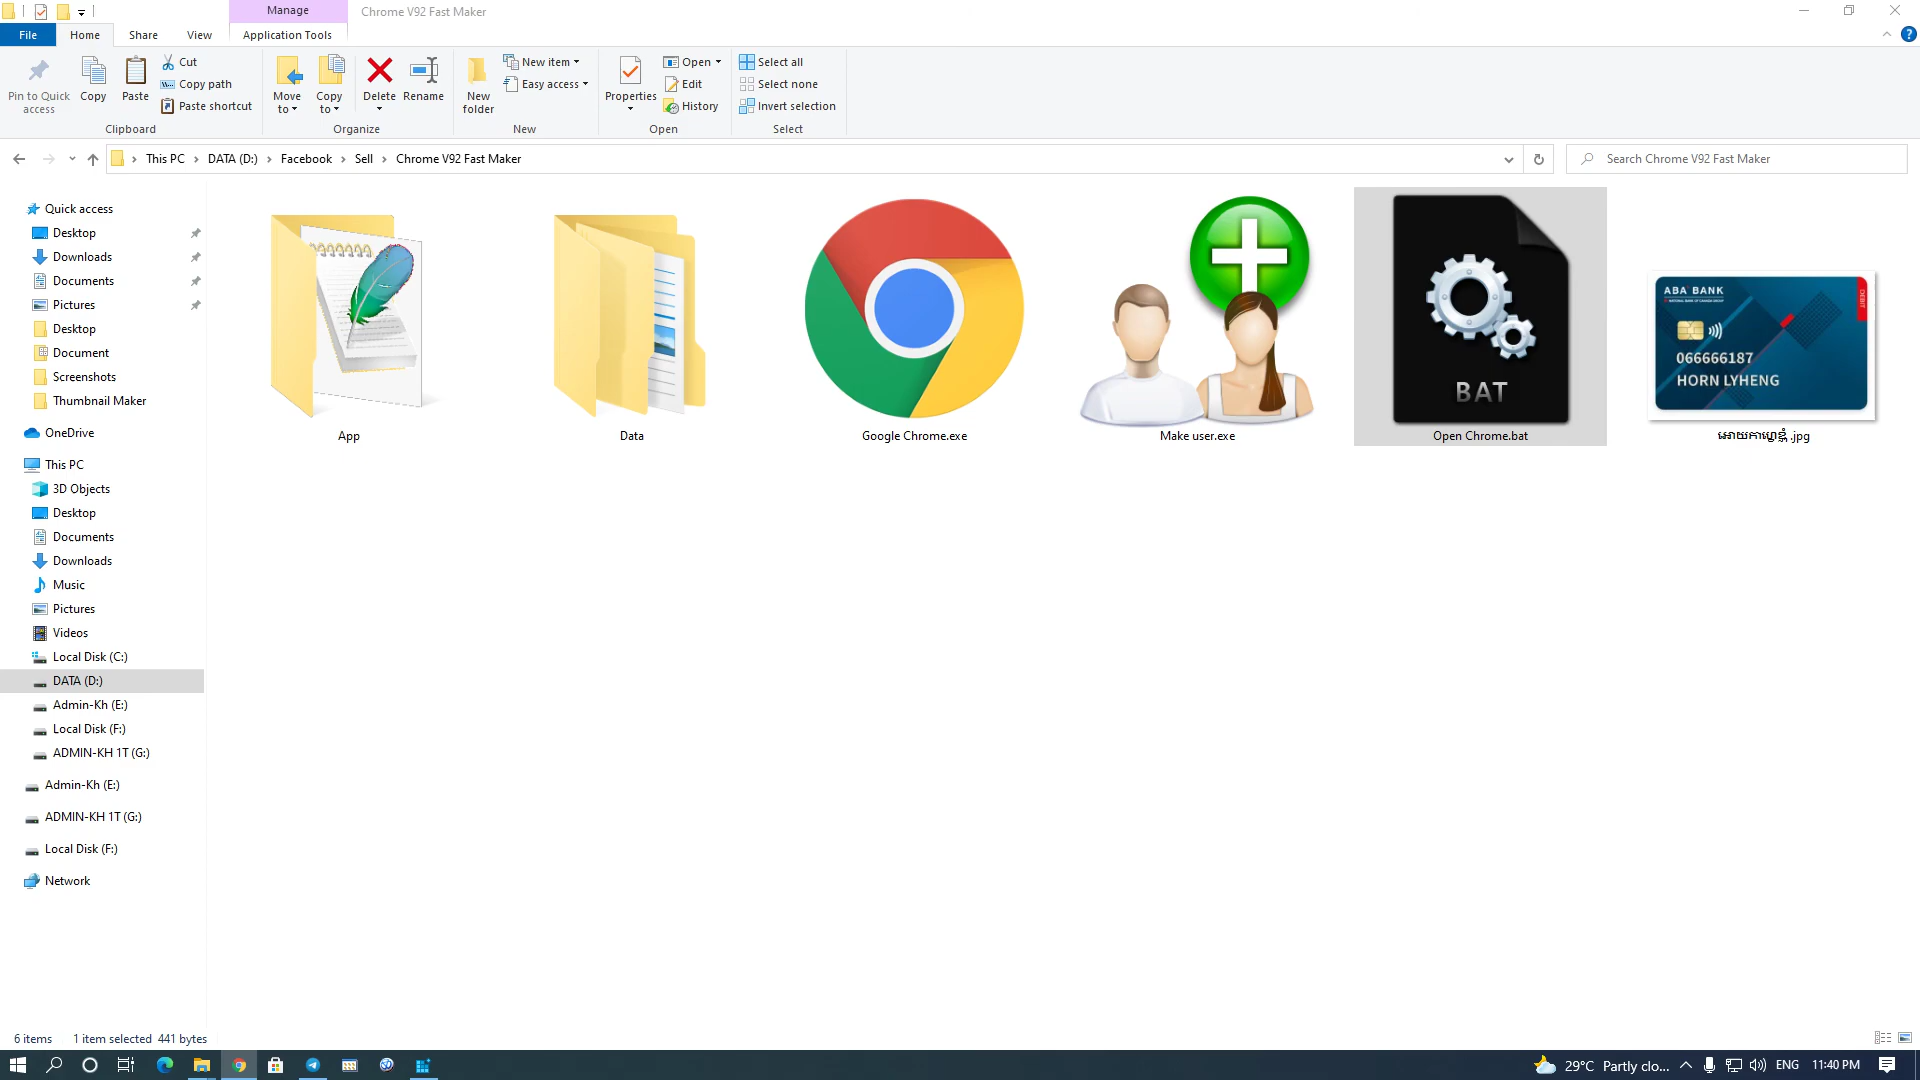 Manage
Chrome V92 Fast Maker
File
Home
Share
View
Application Tools
Pin to Quick access
Copy
Paste
Cut
Copy path
Paste shortcut
Clipboard
Move to
Copy to
Delete
Rename
Organize
New folder
New item
Easy access
New
Properties
Open
Edit
History
Open
Select all
Select none
Invert selection
Select
This PC > DATA (D:) > Facebook > Sell > Chrome V92 Fast Maker
Search Chrome V92 Fast Maker
Quick access
Desktop
Downloads
Documents
Pictures
Desktop
Document
Screenshots
Thumbnail Maker
OneDrive
This PC
3D Objects
Desktop
Documents
Downloads
Music
Pictures
Videos
Local Disk (C:)
DATA (D:)
Admin-Kh (E:)
Local Disk (F:)
ADMIN-KH 1T (G:)
Admin-Kh (E:)
ADMIN-KH 1T (G:)
Local Disk (F:)
Network
App
Data
Google Chrome.exe
Make user.exe
BAT
Open Chrome.bat
ABA BANK
NATIONAL BANK OF CANADA GROUP
DEBIT
066666187
HORN LYHENG
.jpg
6 items
1 item selected 441 bytes
29°C Partly clo...
ENG
11:40 PM